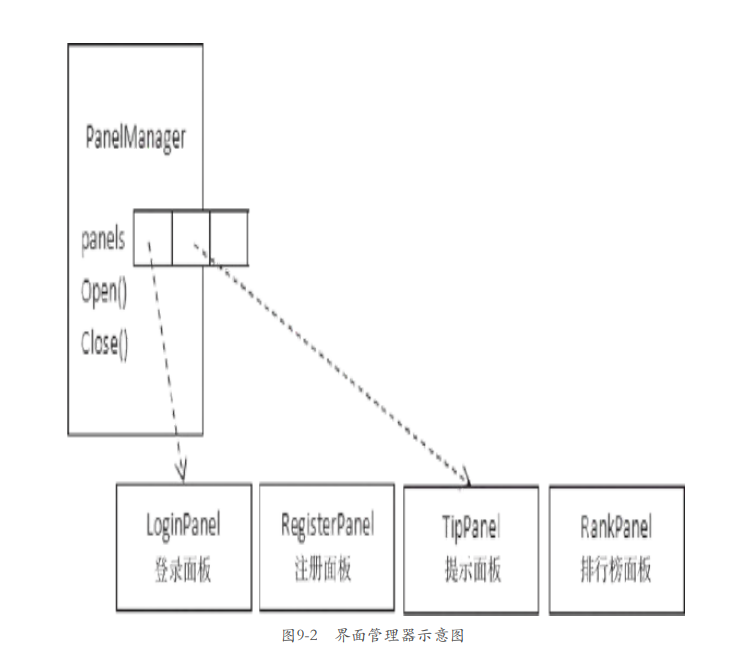 PanelManager
panels
Open()
Close()
LoginPanel
登录面板
RegisterPanel
注册面板
TipPanel
提示面板
RankPanel
排行榜面板
图9-2 界面管理器示意图